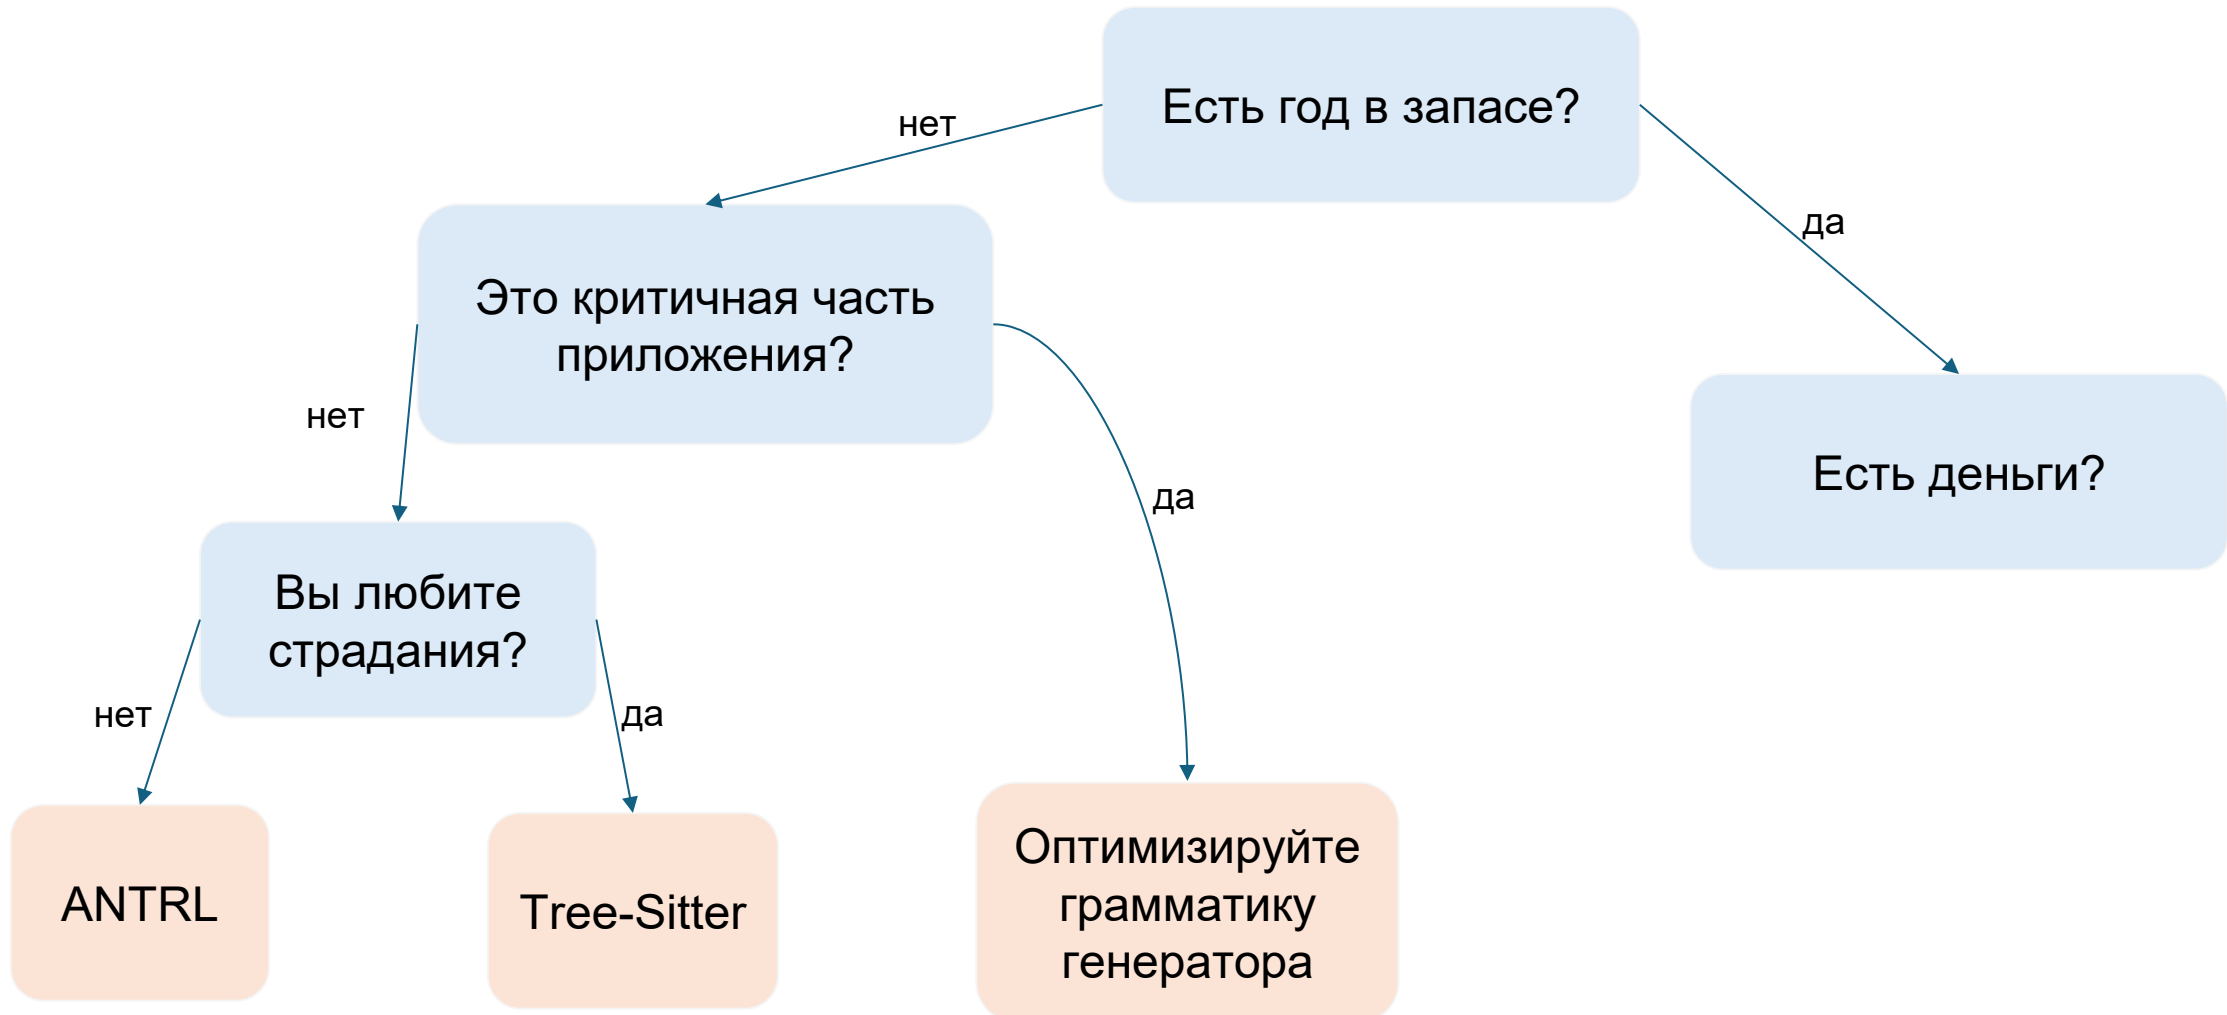 Есть год в запасе?
нет
да
Это критичная часть
приложения?
Есть деньги?
нет
да
Вы любите
страдания?
нет
да
ANTRL
Tree-Sitter
Оптимизируйте
грамматику
генератора